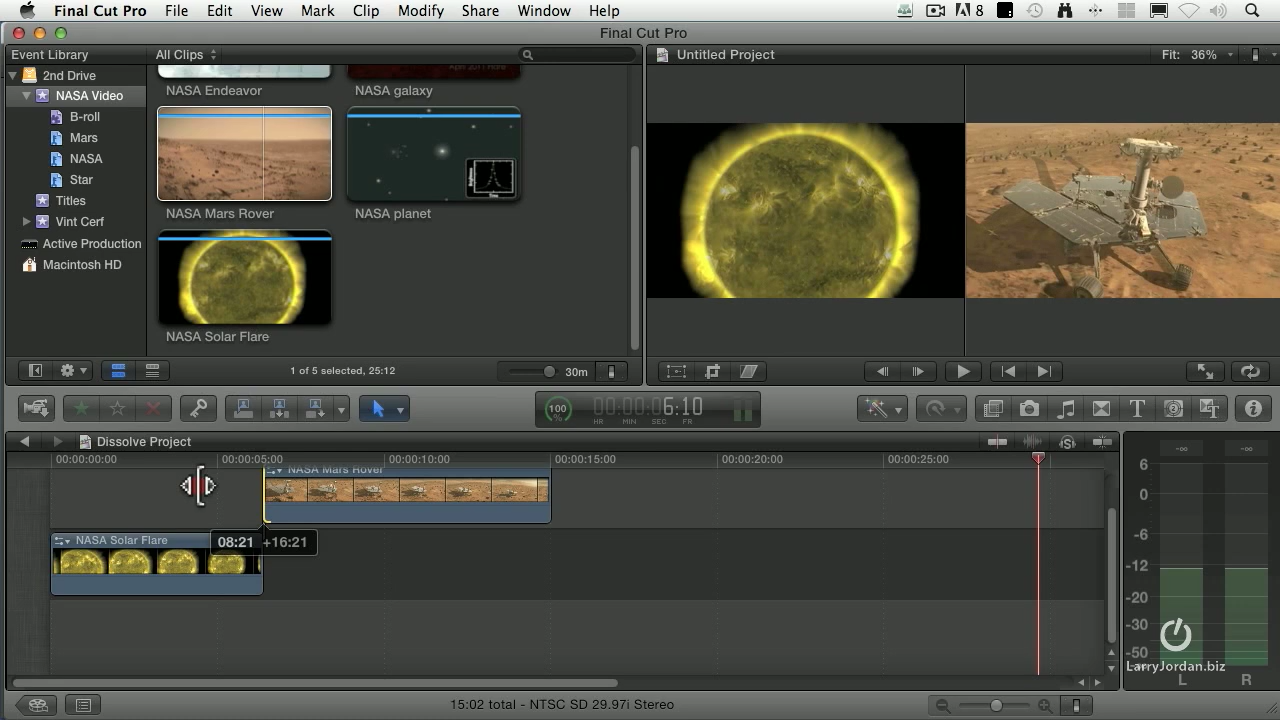 Final Cut Pro File Edit View Mark Clip Modify Share Window Help 8
Final Cut Pro
Event Library All Clips
Untitled Project Fit: 36%
2nd Drive
NASA Video
B-roll
Mars
NASA
Star
Titles
Vint Cerf
Active Production
Macintosh HD
NASA Endeavor NASA galaxy
NASA Mars Rover NASA planet
NASA Solar Flare
1 of 5 selected, 25:12 30m
100 % 00:00:06:10
HR MIN SEC FR
Dissolve Project
00:00:00:00 00:00:05:00 00:00:10:00 00:00:15:00 00:00:20:00 00:00:25:00
NASA Mars Rover
08:21 +16:21
NASA Solar Flare
-∞ -∞
6
0
-6
-12
-20
-30
-50
LarryJordan.biz
L R
15:02 total - NTSC SD 29.97i Stereo